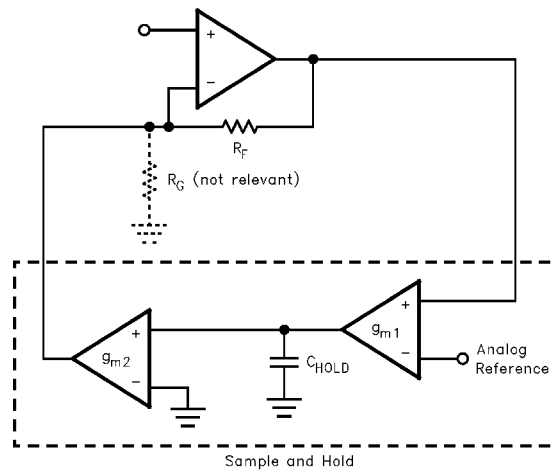 +
−
R_F
R_G (not relevant)
+
g_m1
−
Analog
Reference
+
g_m2
−
C_HOLD
Sample and Hold